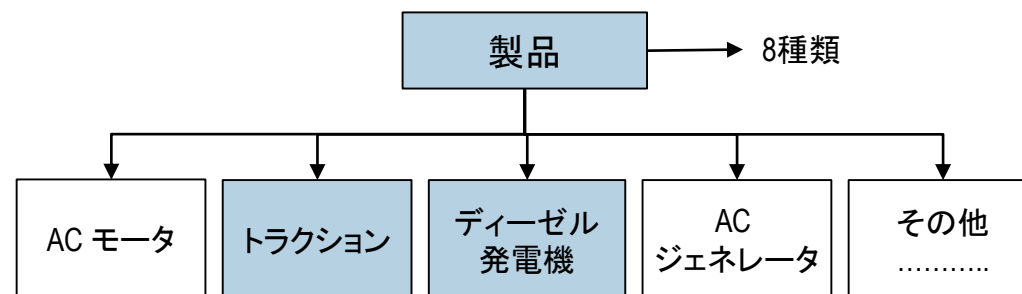 製品
8種類
AC モータ
トラクション
ディーゼル
発電機
AC
ジェネレータ
その他
………..